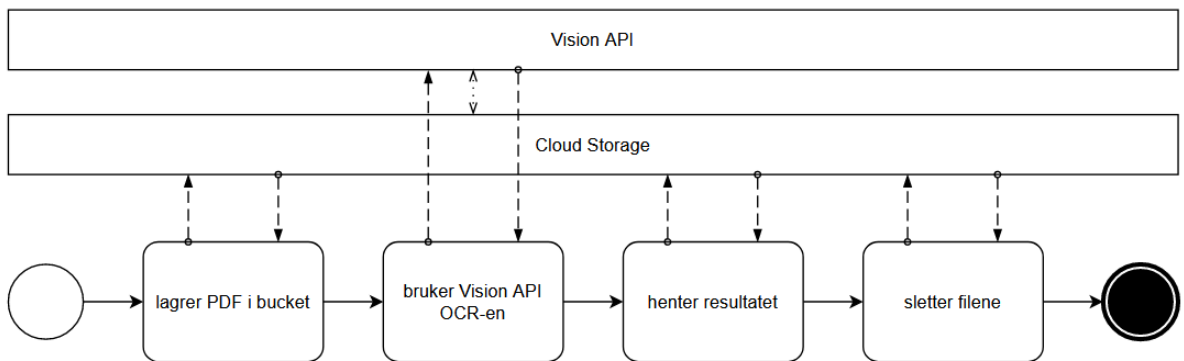 Vision API
Cloud Storage
lagrer PDF i bucket
bruker Vision API
OCR-en
henter resultatet
sletter filene